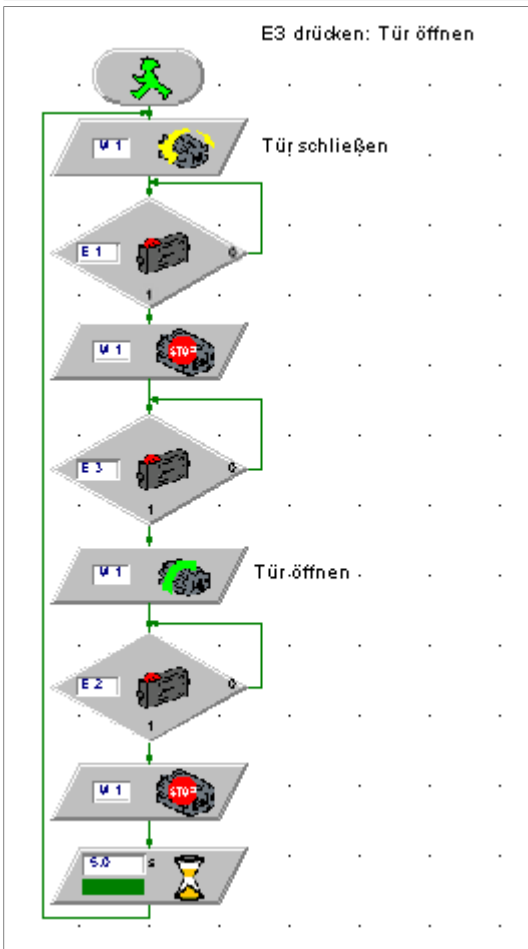 E3 drücken: Tür öffnen
M 1
Tür schließen
E 1
0
1
M 1
STOP
E 3
0
1
M 1
Tür öffnen
E 2
0
1
M 1
STOP
5.0 s